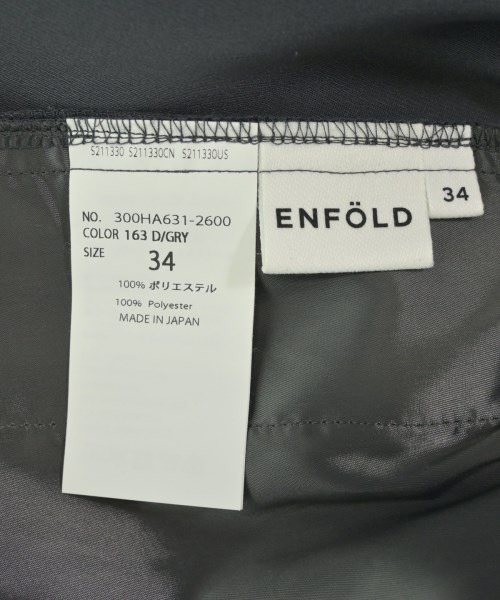 S211330 S211330CN S211330US
NO. 300HA631-2600
COLOR 163 D/GRY
SIZE 34
100% ポリエステル
100% Polyester
MADE IN JAPAN
ENFÖLD
34